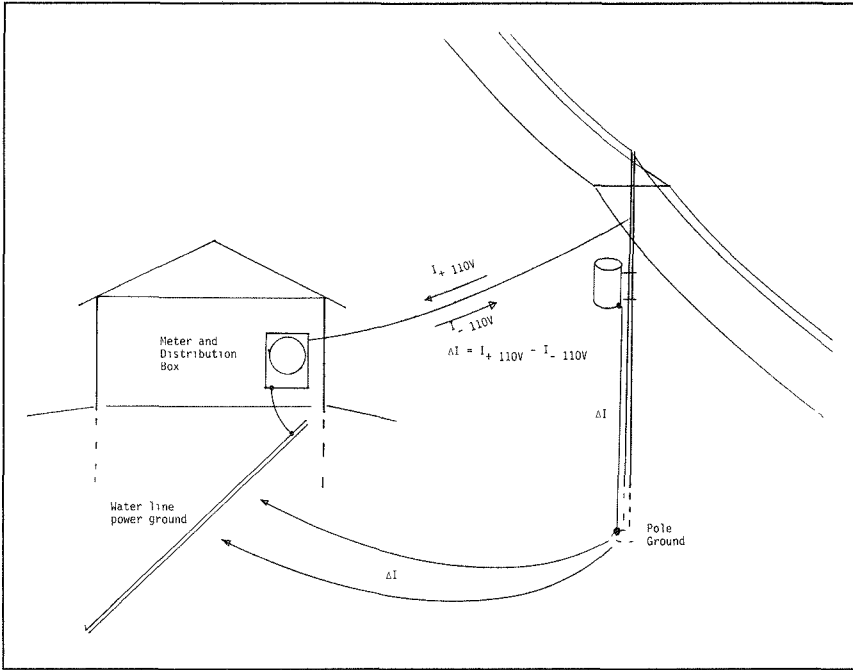 I+ 110V
I- 110V
ΔI = I+ 110V - I- 110V
Meter and
Distribution
Box
ΔI
Water line
power ground
Pole
Ground
ΔI